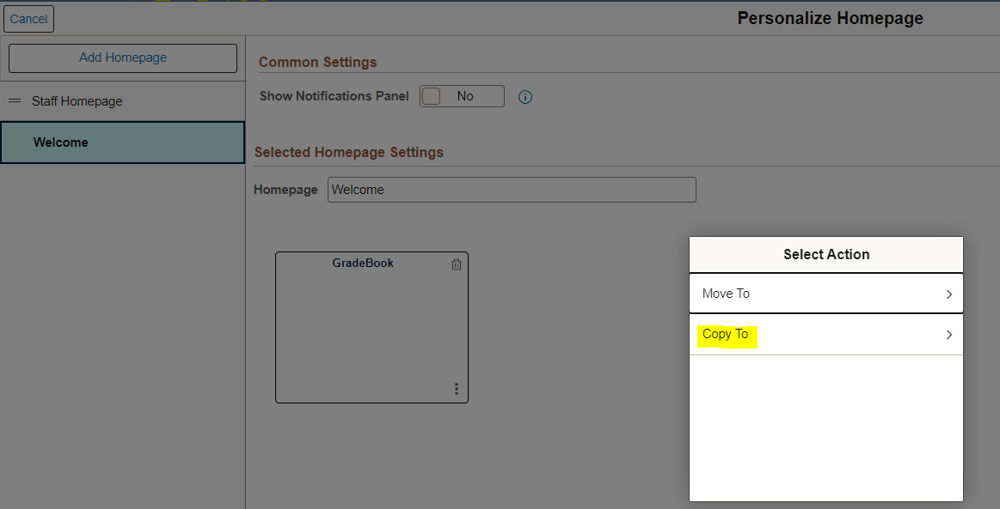 Cancel
Personalize Homepage
Add Homepage
Staff Homepage
Welcome
Common Settings
Show Notifications Panel No
Selected Homepage Settings
Homepage Welcome
GradeBook
Select Action
Move To
Copy To